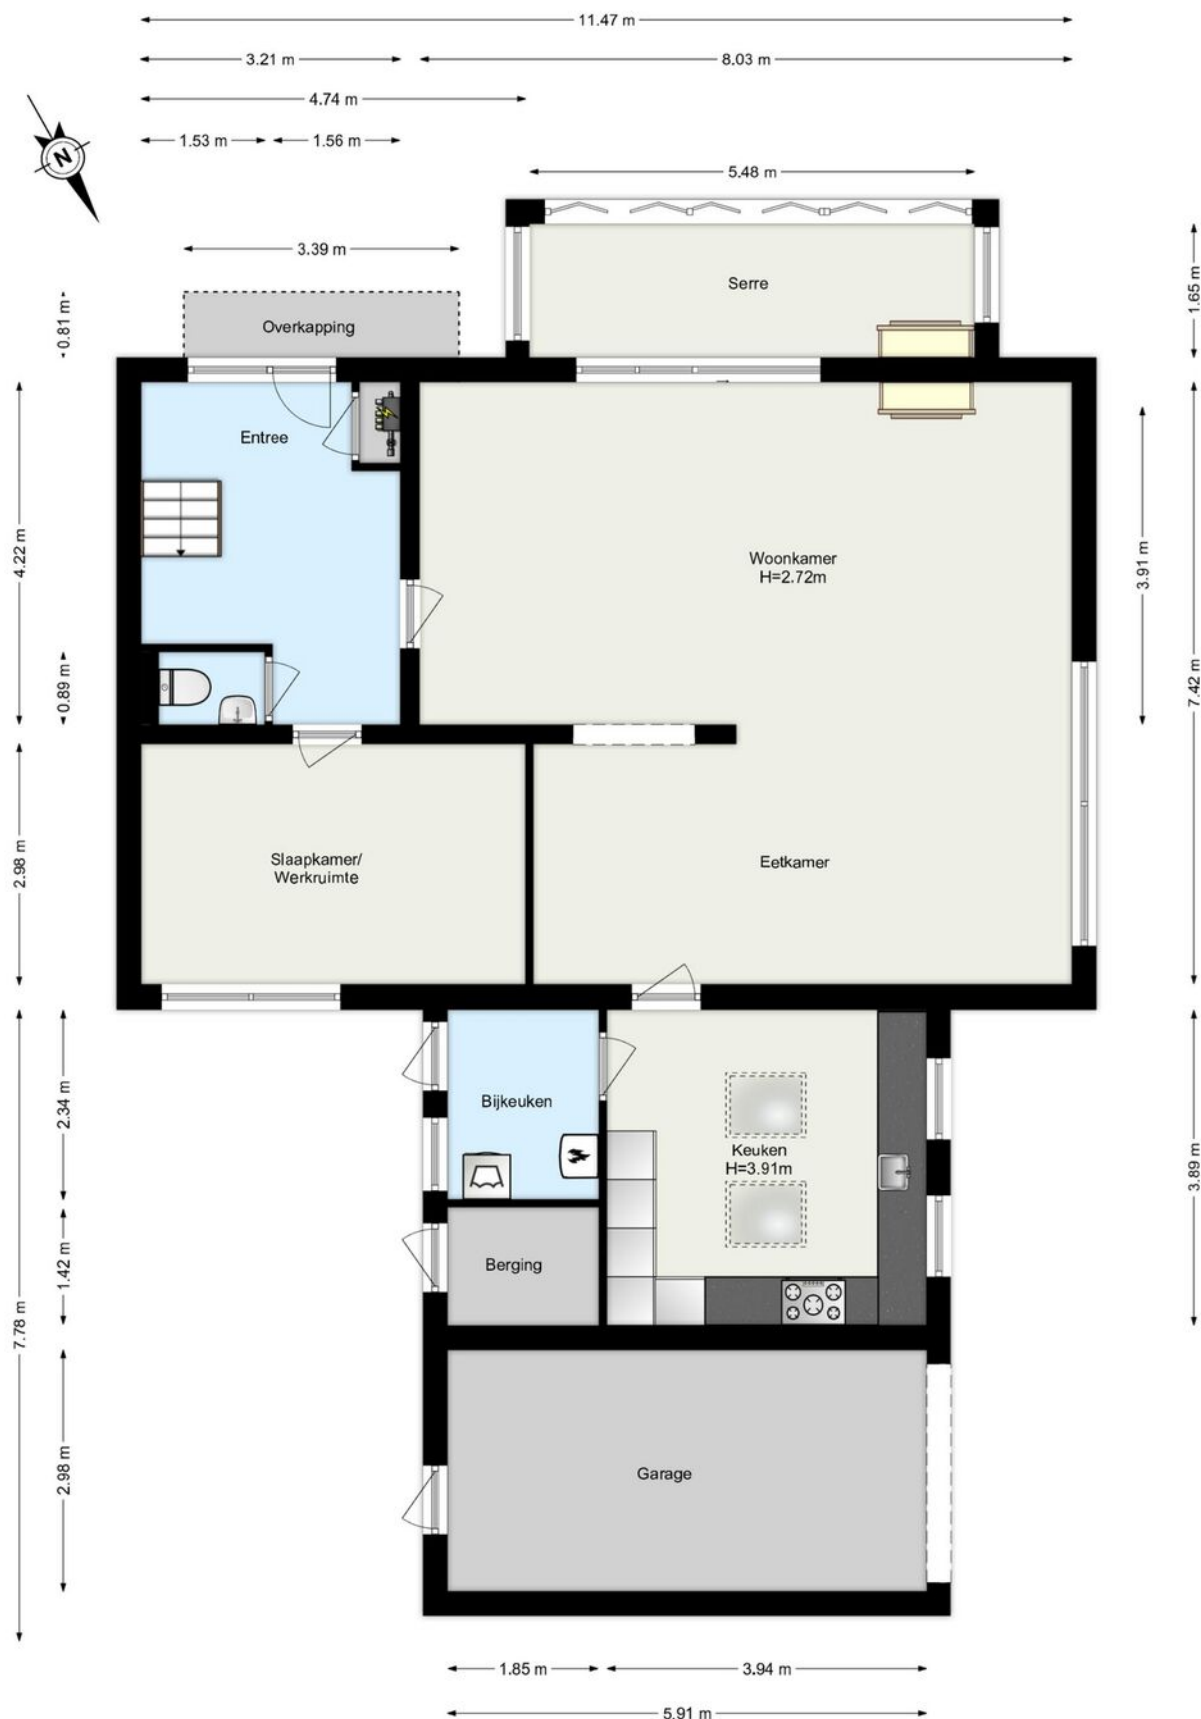 11.47 m
3.21 m
8.03 m
4.74 m
1.53 m
1.56 m
N
5.48 m
3.39 m
1.65 m
Serre
0.81 m
Overkapping
Entree
4.22 m
Woonkamer
H=2.72m
3.91 m
7.42 m
0.89 m
Slaapkamer/
Werkruimte
2.98 m
Eetkamer
2.34 m
Bijkeuken
Keuken
H=3.91m
3.89 m
1.42 m
Berging
7.78 m
2.98 m
Garage
1.85 m
3.94 m
5.91 m